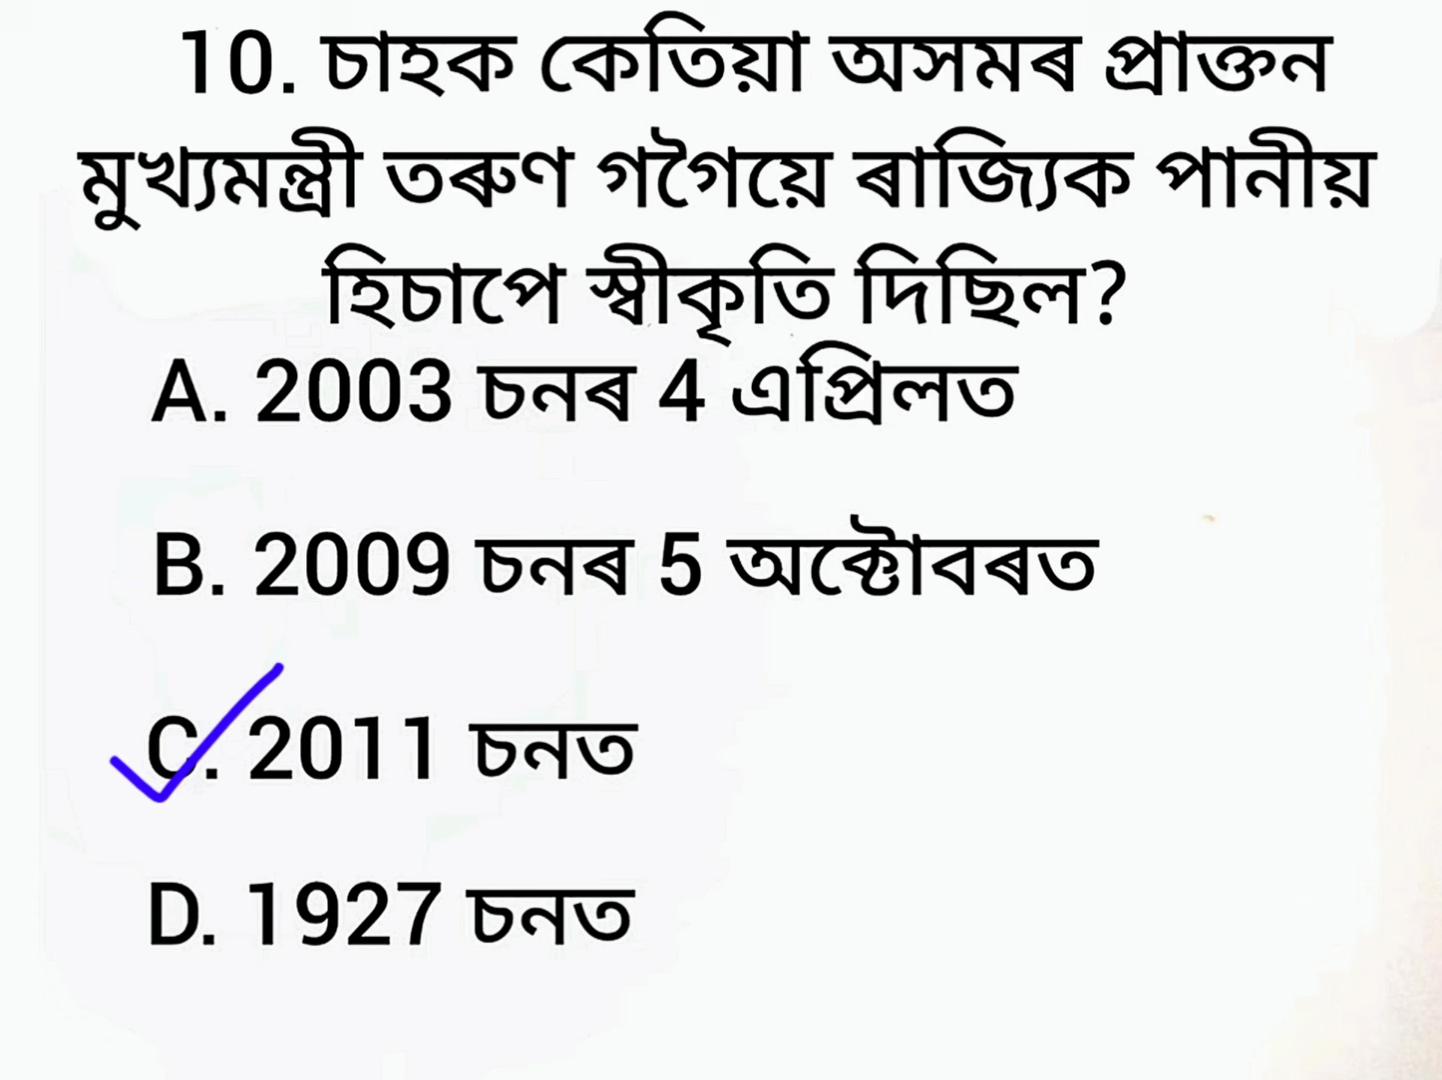 10. চাহক কেতিয়া অসমৰ প্ৰাক্তন
মুখ্যমন্ত্ৰী তৰুণ গগৈয়ে ৰাজ্যিক পানীয়
হিচাপে স্বীকৃতি দিছিল?
A. 2003 চনৰ 4 এপ্ৰিলত
B. 2009 চনৰ 5 অক্টোবৰত
C. 2011 চনত
D. 1927 চনত